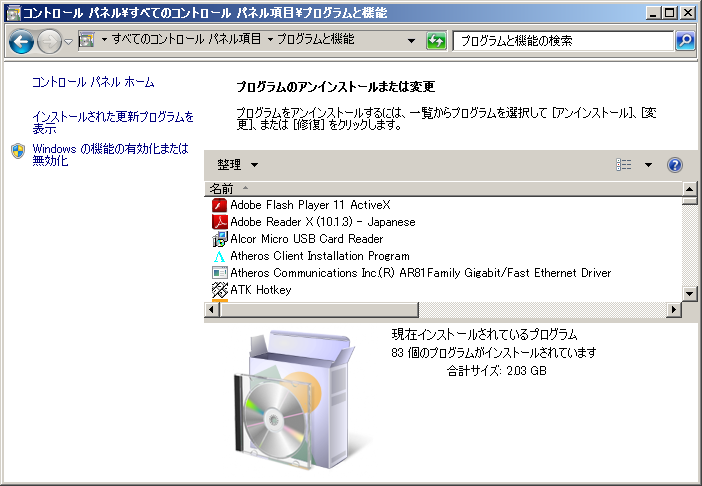 コントロール パネル¥すべてのコントロール パネル項目¥プログラムと機能
すべてのコントロール パネル項目 プログラムと機能
プログラムと機能の検索
コントロール パネル ホーム
インストールされた更新プログラムを
表示
Windows の機能の有効化または
無効化
プログラムのアンインストールまたは変更
プログラムをアンインストールするには、一覧からプログラムを選択して [アンインストール]、[変
更]、または [修復] をクリックします。
整理
名前
Adobe Flash Player 11 ActiveX
Adobe Reader X (10.1.3) - Japanese
Alcor Micro USB Card Reader
Atheros Client Installation Program
Atheros Communications Inc.(R) AR81Family Gigabit/Fast Ethernet Driver
ATK Hotkey
現在インストールされているプログラム
83 個のプログラムがインストールされています
合計サイズ: 2.03 GB